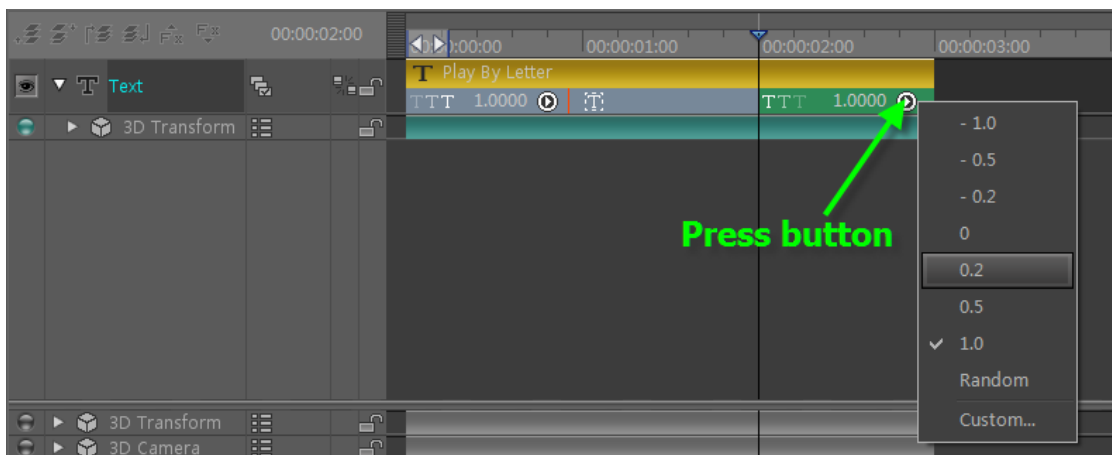 00:00:02:00
0:00:00 00:00:01:00 00:00:02:00 00:00:03:00
T Play By Letter
T Text
TTT 1.0000 T TTT 1.0000
3D Transform
- 1.0
- 0.5
- 0.2
0
0.2
0.5
1.0
Random
Custom...
Press button
3D Transform
3D Camera